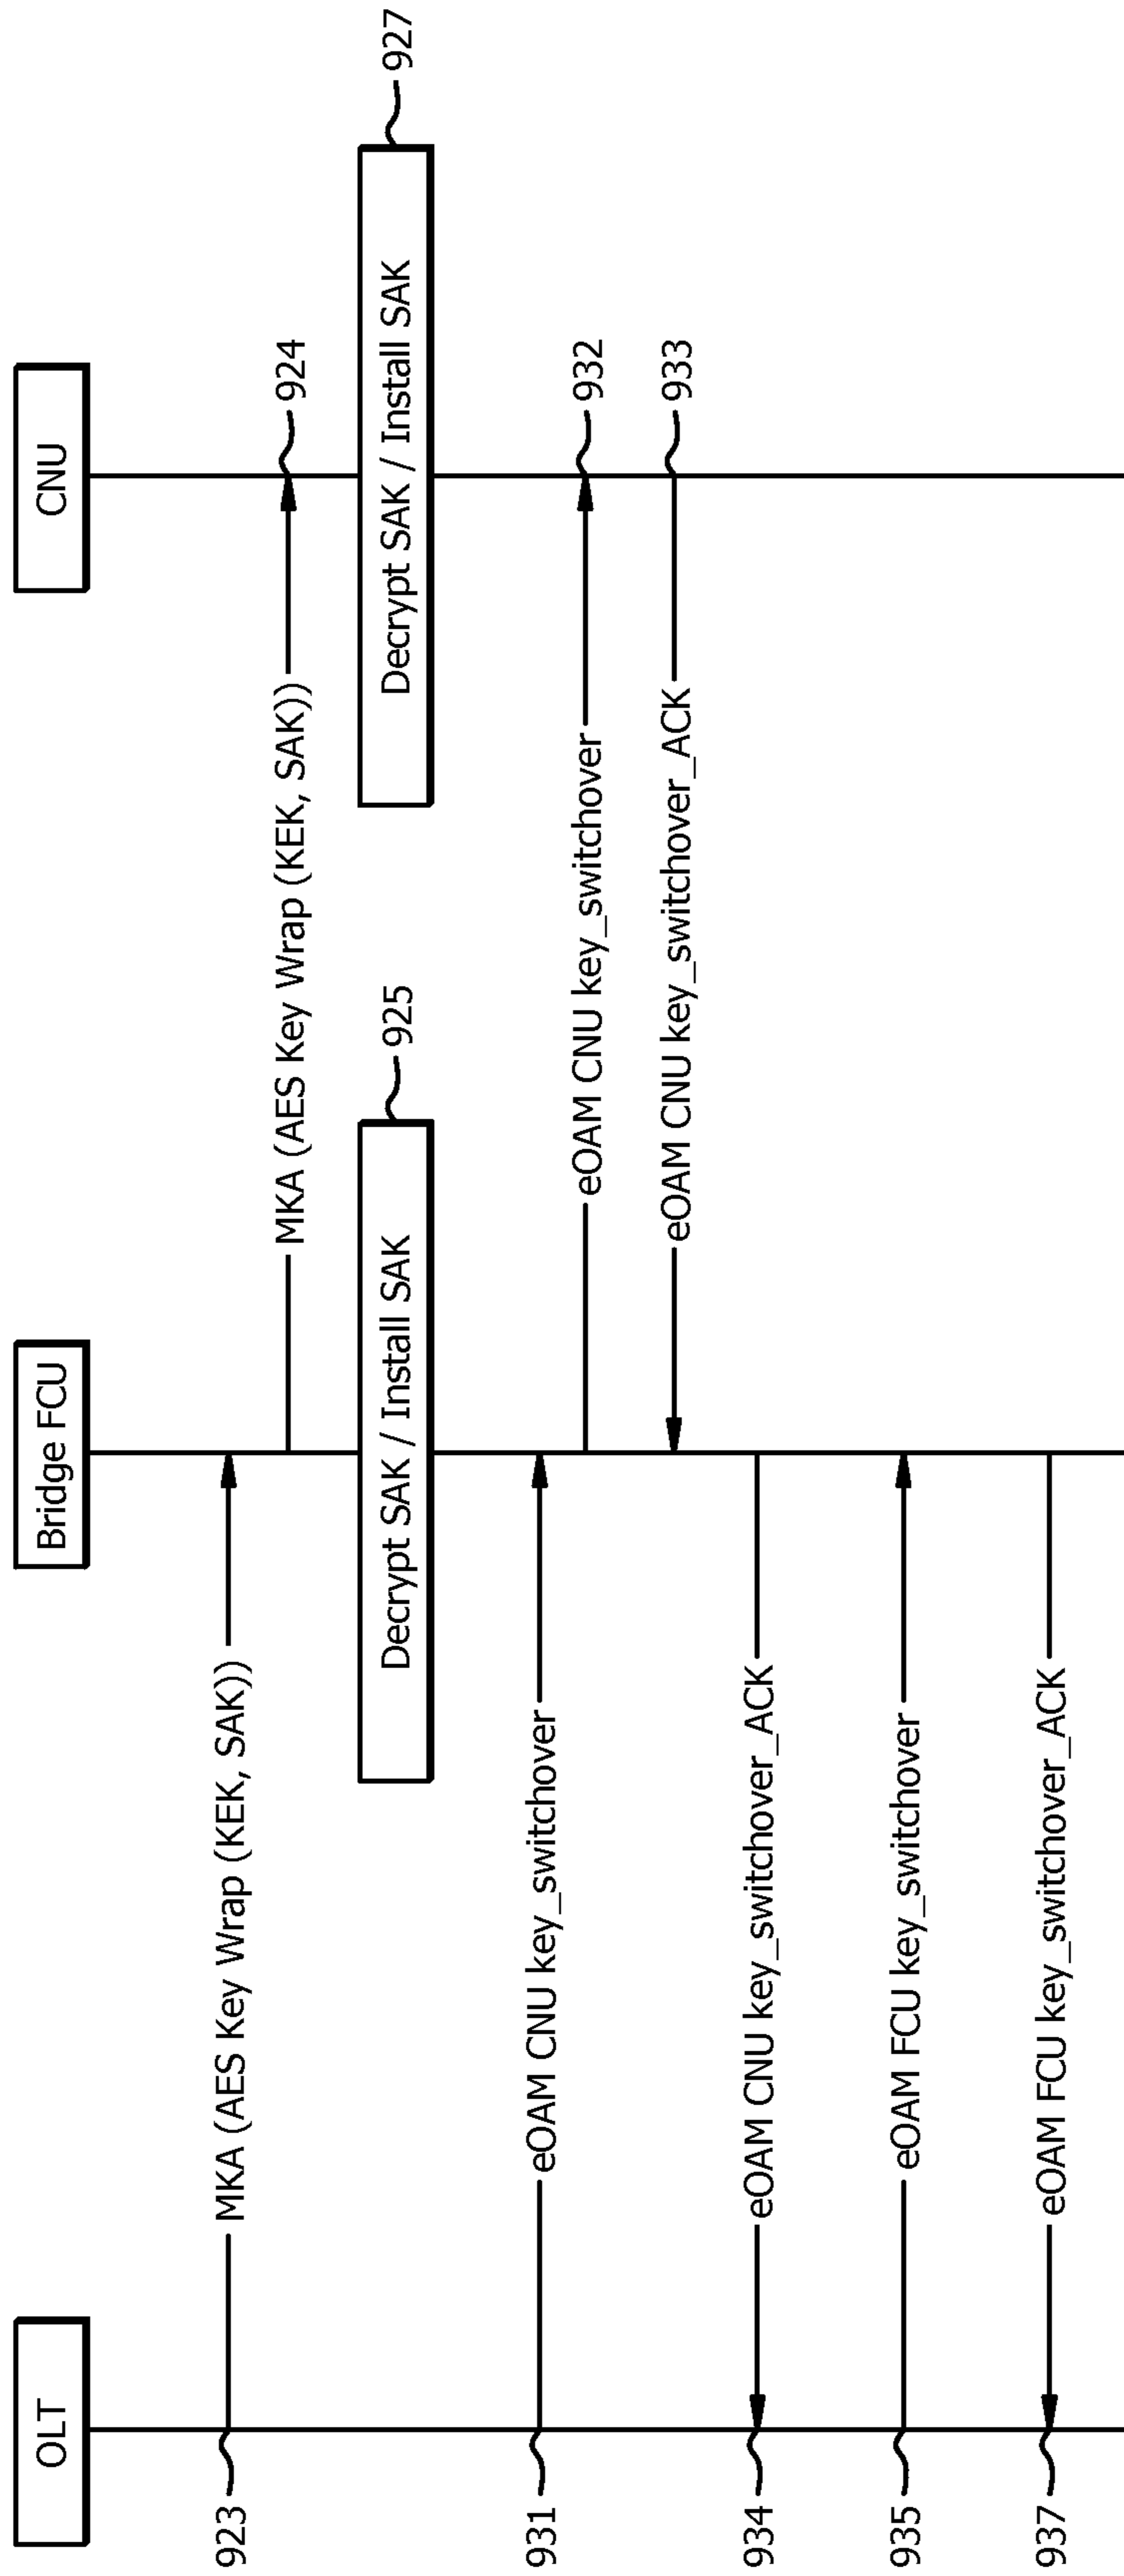 OLT
Bridge FCU
CNU
923
MKA (AES Key Wrap (KEK, SAK))
MKA (AES Key Wrap (KEK, SAK))
924
Decrypt SAK / Install SAK
925
Decrypt SAK / Install SAK
927
931
eOAM CNU key_switchover
eOAM CNU key_switchover
932
eOAM CNU key_switchover_ACK
933
934
eOAM CNU key_switchover_ACK
935
eOAM FCU key_switchover
937
eOAM FCU key_switchover_ACK